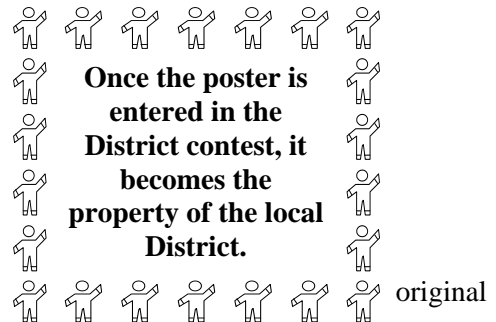 Once the poster is
entered in the
District contest, it
becomes the
property of the local
District.
original